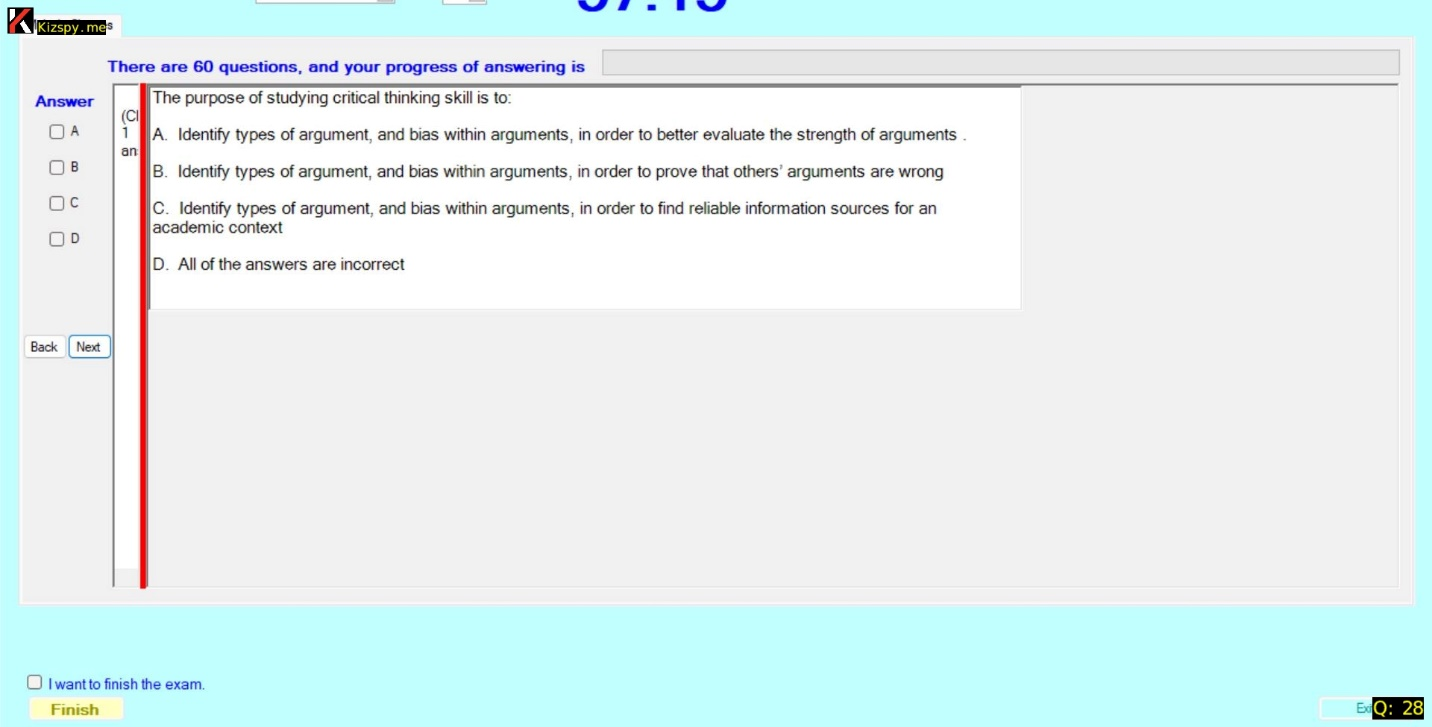 Kizspy.me
There are 60 questions, and your progress of answering is
Answer
A
B
C
D
1
The purpose of studying critical thinking skill is to:
A. Identify types of argument, and bias within arguments, in order to better evaluate the strength of arguments .
B. Identify types of argument, and bias within arguments, in order to prove that others' arguments are wrong
C. Identify types of argument, and bias within arguments, in order to find reliable information sources for an
academic context
D. All of the answers are incorrect
Back Next
I want to finish the exam.
Finish
Q: 28